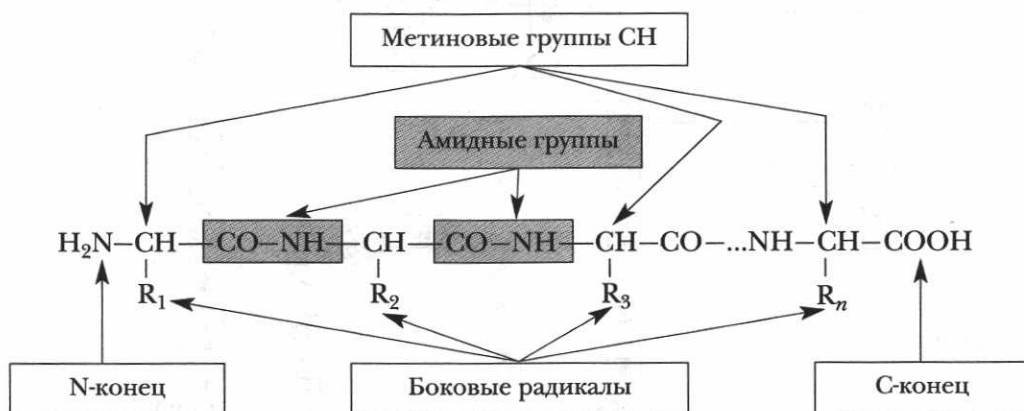 Метиновые группы CH
Амидные группы
H₂N–CH–CO–NH–CH–CO–NH–CH–CO–...NH–CH–COOH
R₁ R₂ R₃ Rₙ
N-конец Боковые радикалы C-конец